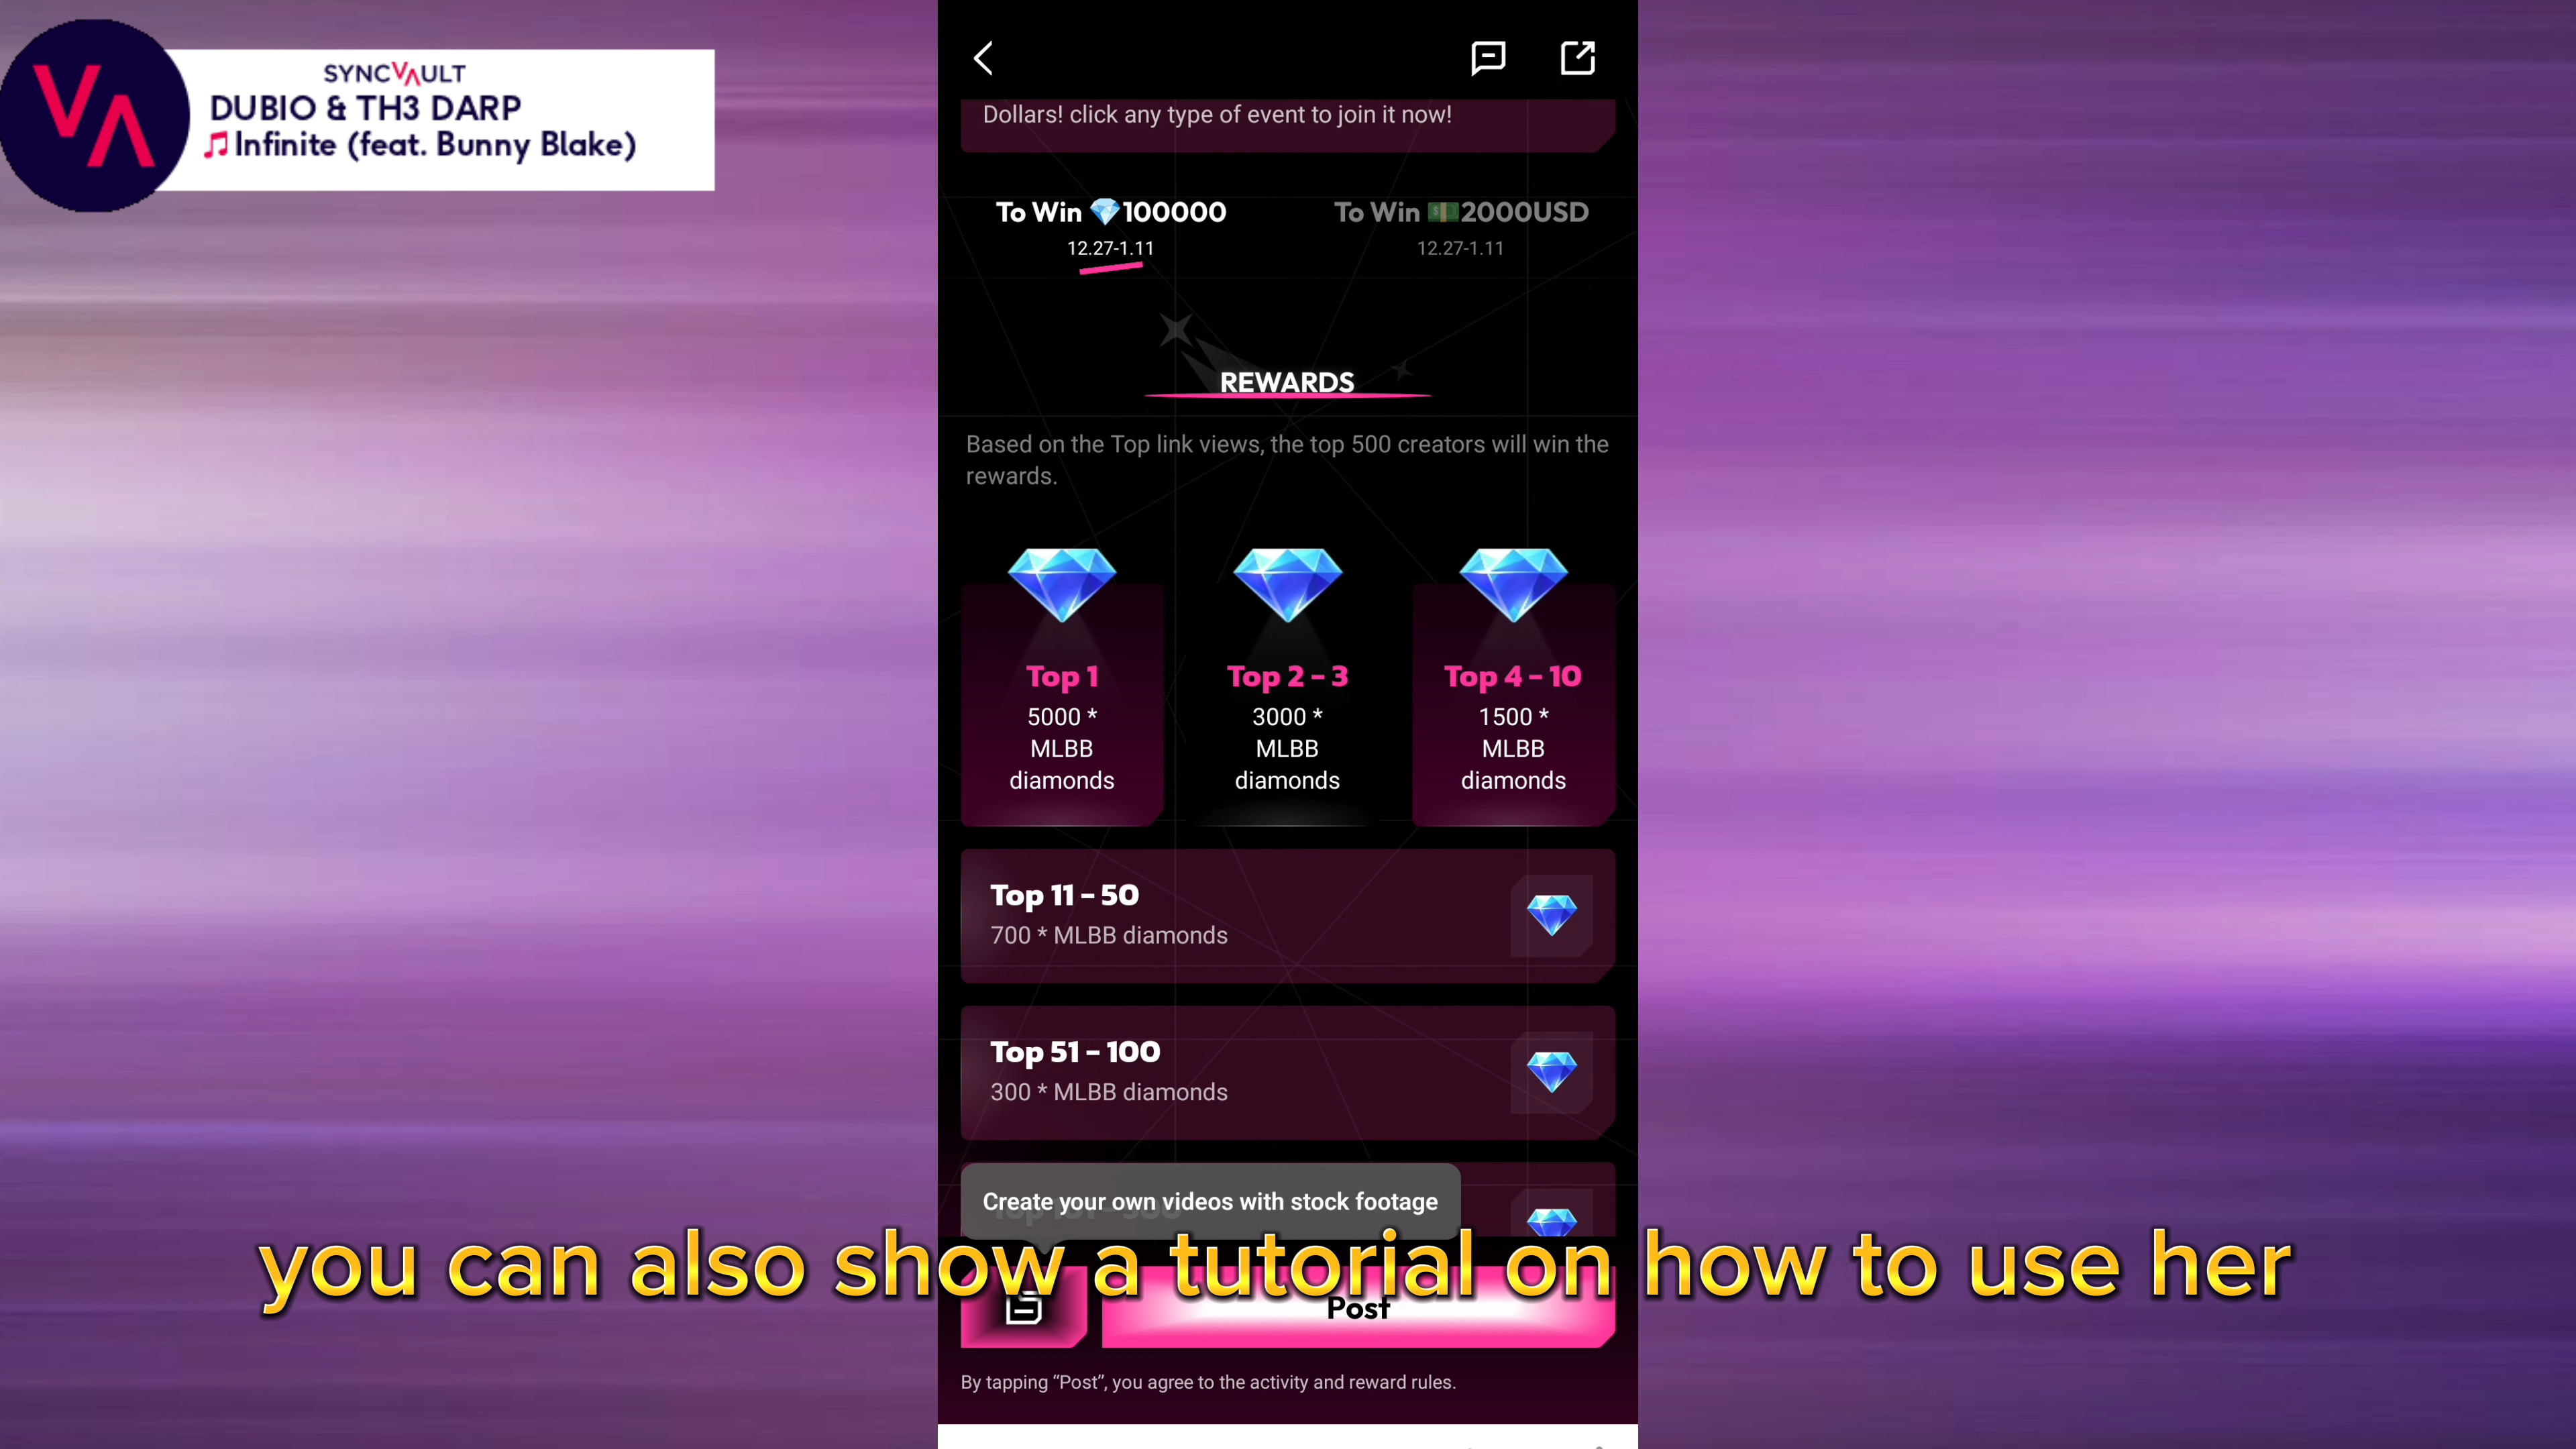 SYNCVAULT
DUBIO & TH3 DARP
Infinite (feat. Bunny Blake)
Dollars! click any type of event to join it now!
To Win 💎100000
12.27-1.11
To Win 💵2000USD
12.27-1.11
REWARDS
Based on the Top link views, the top 500 creators will win the
rewards.
Top 1
5000 *
MLBB
diamonds
Top 2 - 3
3000 *
MLBB
diamonds
Top 4 - 10
1500 *
MLBB
diamonds
Top 11 - 50
700 * MLBB diamonds
Top 51 - 100
300 * MLBB diamonds
Create your own videos with stock footage
you can also show a tutorial on how to use her
Post
By tapping “Post”, you agree to the activity and reward rules.